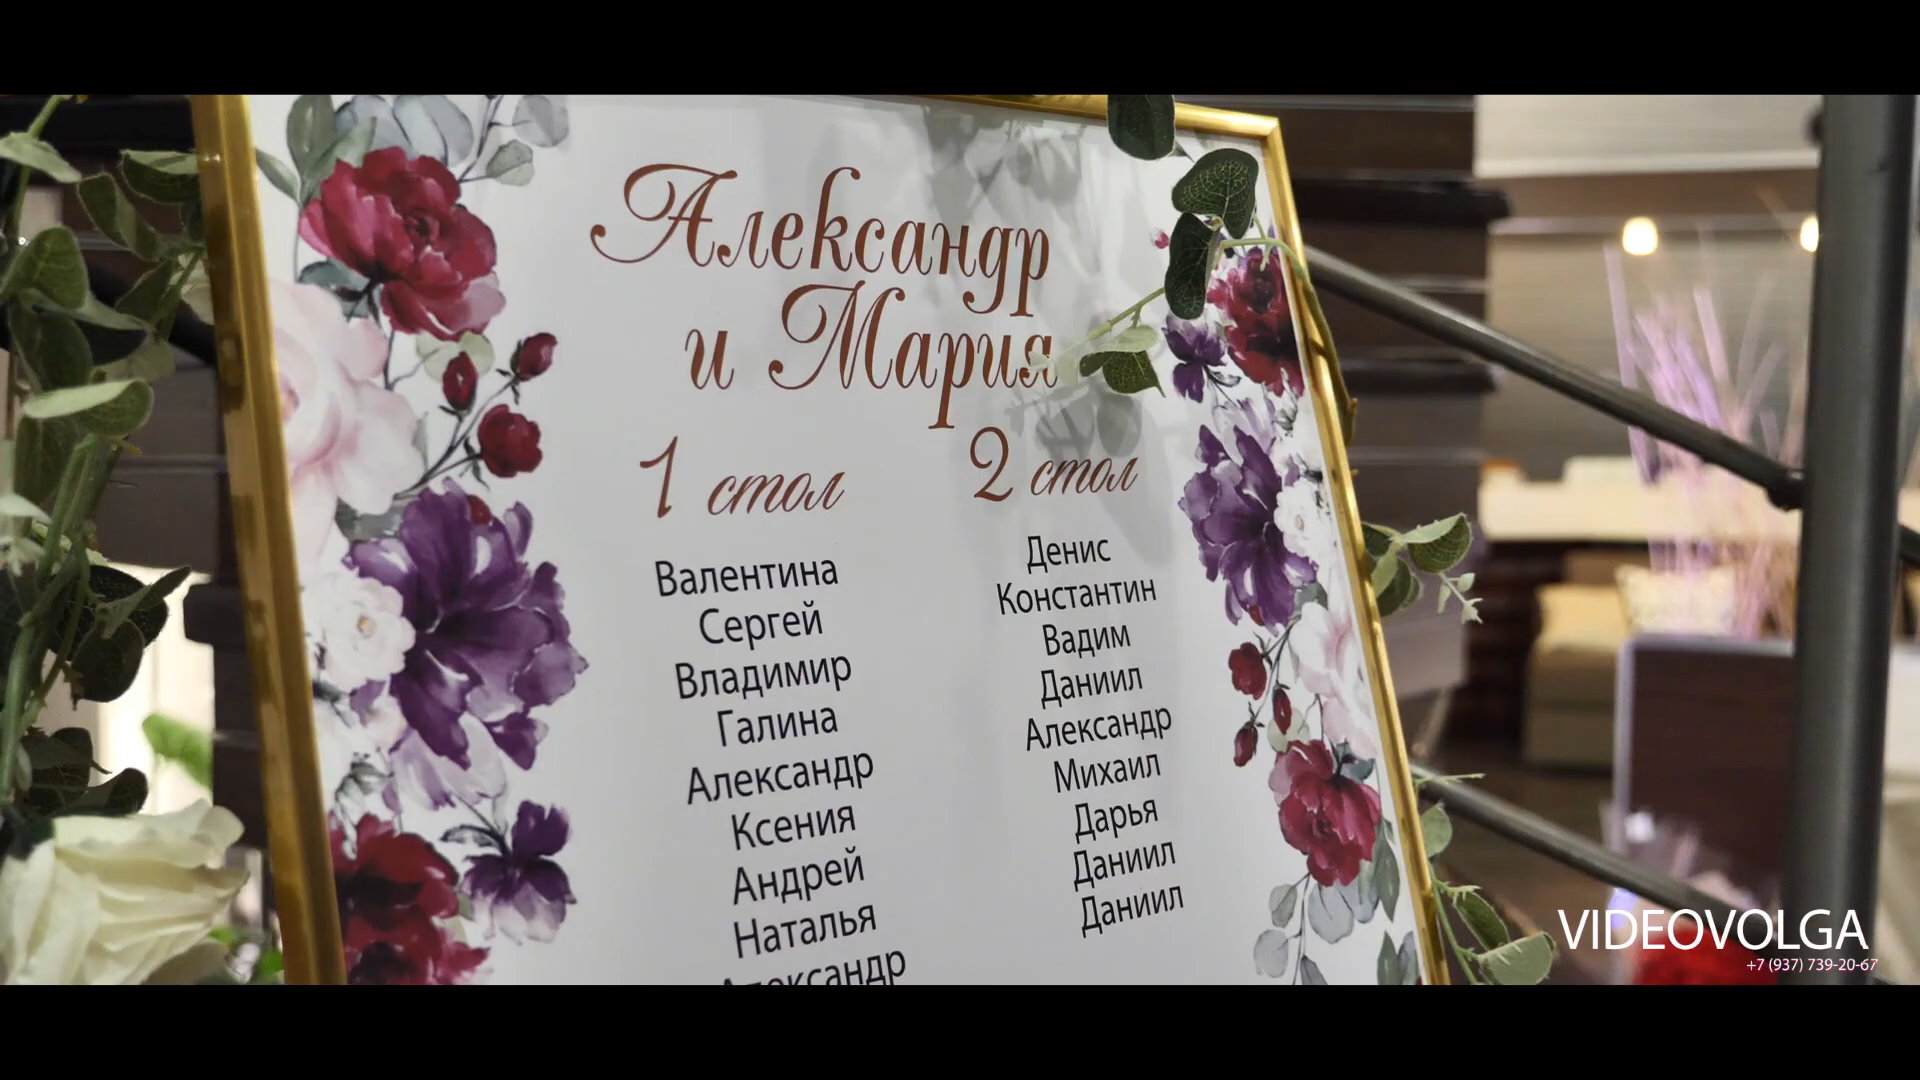 Александр
и Мария
1 стол
Валентина
Сергей
Владимир
Галина
Александр
Ксения
Андрей
Наталья
Александр
2 стол
Денис
Константин
Вадим
Даниил
Александр
Михаил
Дарья
Даниил
Даниил
VIDEOVOLGA
+7 (937) 739-20-67